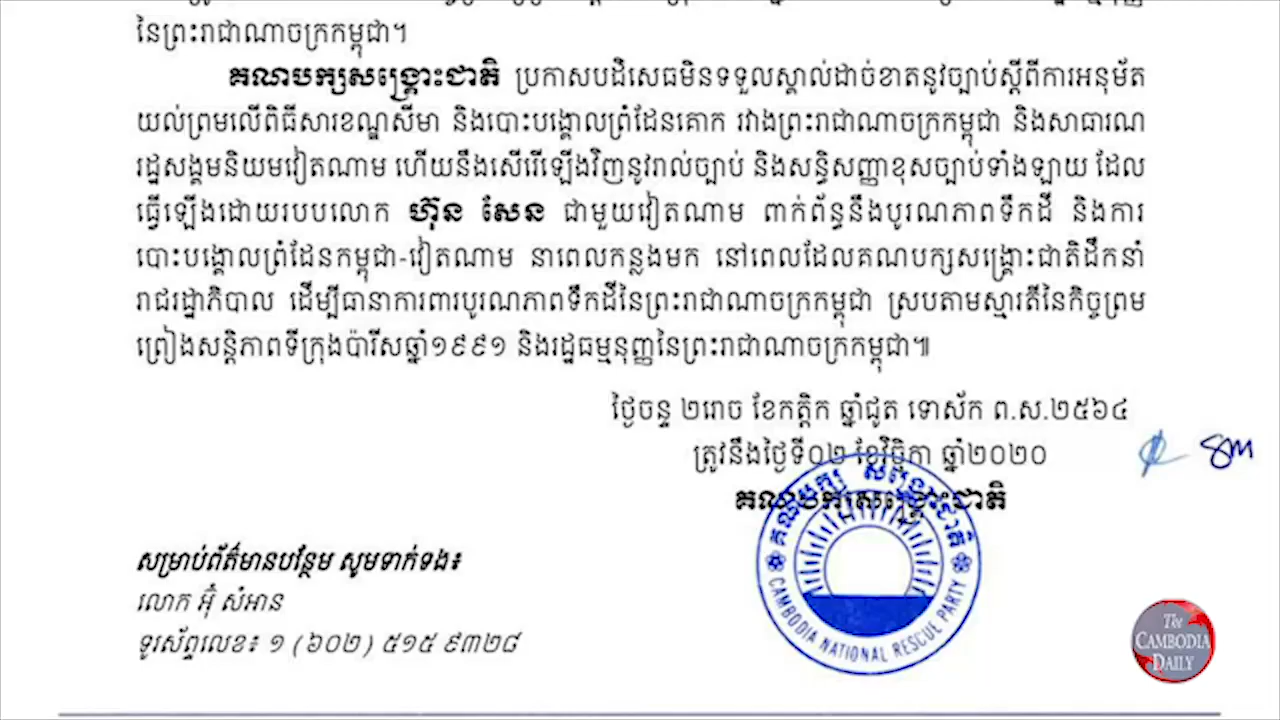 នៃព្រះរាជាណាចក្រកម្ពុជា។
គណបក្សសង្គ្រោះជាតិ ប្រកាសបដិសេធមិនទទួលស្គាល់ដាច់ខាតនូវច្បាប់ស្តីពីការអនុម័ត
យល់ព្រមលើពិធីសារខណ្ឌសីមា និងបោះបង្គោលព្រំដែនគោក រវាងព្រះរាជាណាចក្រកម្ពុជា និងសាធារណ
រដ្ឋសង្គមនិយមវៀតណាម ហើយនឹងសើរើឡើងវិញនូវរាល់ច្បាប់ និងសន្ធិសញ្ញាខុសច្បាប់ទាំងឡាយ ដែល
ធ្វើឡើងដោយរបបលោក ហ៊ុន សែន ជាមួយវៀតណាម ពាក់ព័ន្ធនឹងបូរណភាពទឹកដី និងការ
បោះបង្គោលព្រំដែនកម្ពុជា-វៀតណាម នាពេលកន្លងមក នៅពេលដែលគណបក្សសង្គ្រោះជាតិដឹកនាំ
រាជរដ្ឋាភិបាល ដើម្បីធានាការពារបូរណភាពទឹកដីនៃព្រះរាជាណាចក្រកម្ពុជា ស្របតាមស្មារតីនៃកិច្ចព្រម
ព្រៀងសន្តិភាពទីក្រុងប៉ារីសឆ្នាំ១៩៩១ និងរដ្ឋធម្មនុញ្ញនៃព្រះរាជាណាចក្រកម្ពុជា៕
ថ្ងៃចន្ទ ២រោច ខែកត្តិក ឆ្នាំជូត ទោស័ក ព.ស.២៥៦៤
ត្រូវនឹងថ្ងៃទី០២ ខែវិច្ឆិកា ឆ្នាំ២០២០
គណបក្សសង្គ្រោះជាតិ
គណបក្ស សង្គ្រោះជាតិ
CAMBODIA NATIONAL RESCUE PARTY
សម្រាប់ព័ត៌មានបន្ថែម សូមទាក់ទង៖
លោក អ៊ុំ សំអាន
ទូរស័ព្ទលេខ៖ ១ (៦០២) ៥១៥ ៩៣២៨
The
CAMBODIA
DAILY